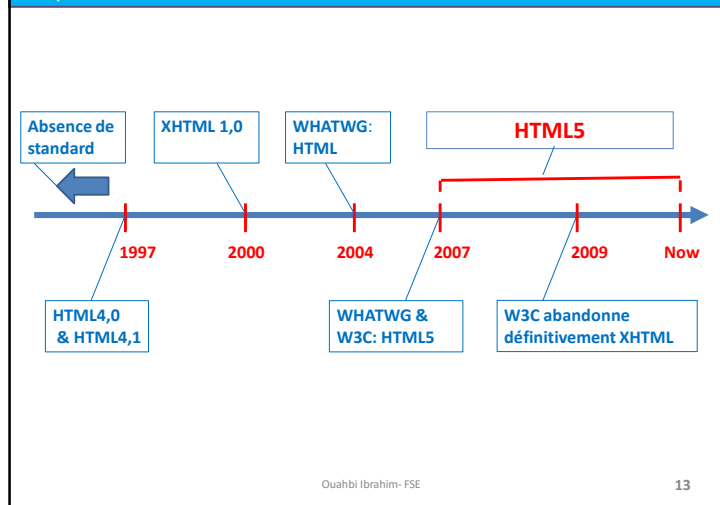 Absence de
standard
XHTML 1,0
WHATWG:
HTML
HTML5
1997
2000
2004
2007
2009
Now
HTML4,0
& HTML4,1
WHATWG &
W3C: HTML5
W3C abandonne
définitivement XHTML
Ouahbi Ibrahim- FSE
13